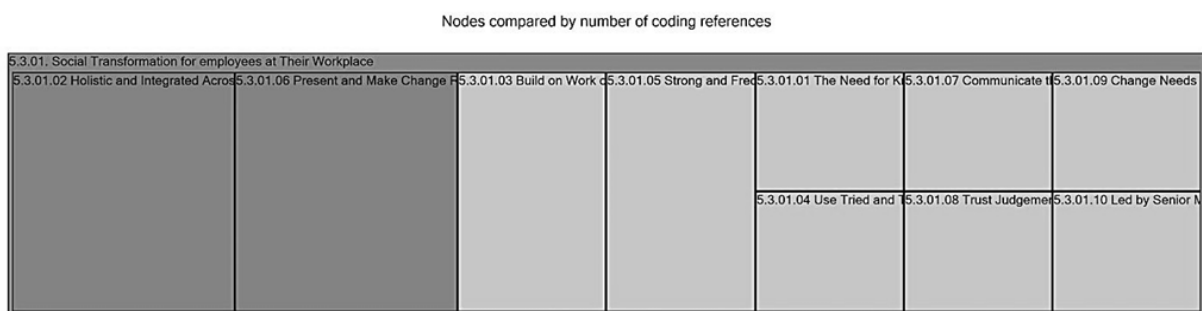 Nodes compared by number of coding references
5.3.01. Social Transformation for employees at Their Workplace
5.3.01.02 Holistic and Integrated Acros
5.3.01.06 Present and Make Change
5.3.01.03 Build on Work
5.3.01.05 Strong and Fre
5.3.01.01 The Need for
5.3.01.07 Communicate
5.3.01.09 Change Needs
5.3.01.04 Use Tried and
5.3.01.08 Trust Judgeme
5.3.01.10 Led by Senior